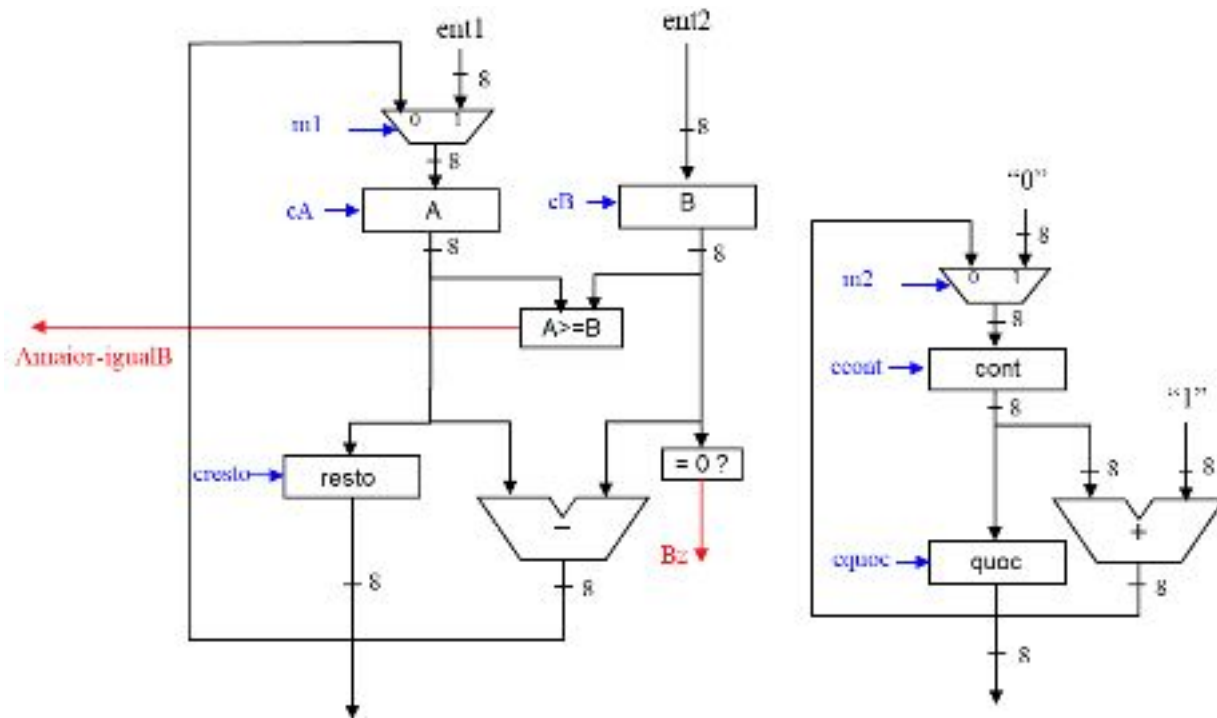 ent1
ent2
8
8
0 1
m1
8
“0”
cA
A
cB
B
8
8
8
0 1
m2
8
A>=B
Amaior-igualB
ccont
cont
“1”
8
= 0 ?
8
8
cresto
resto
−
+
Bz
cquoc
quoc
8
8
8
8